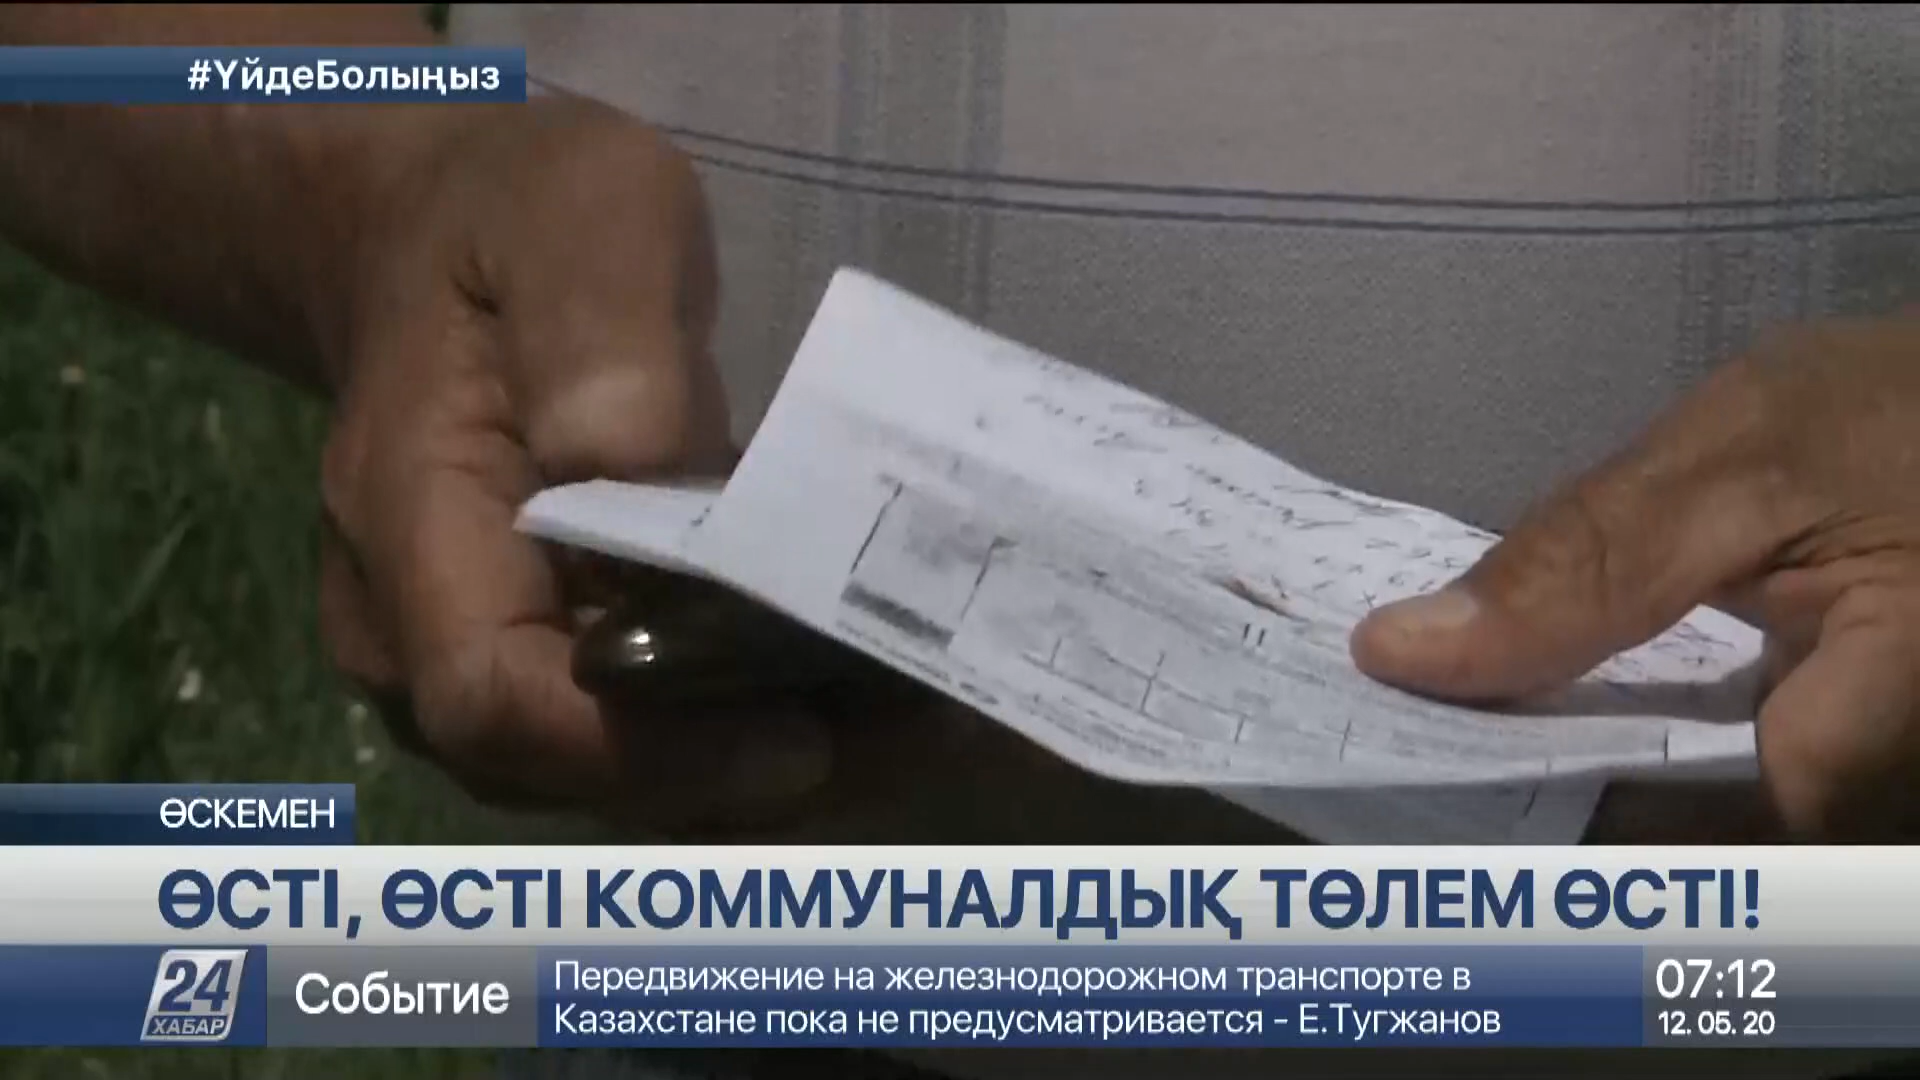 #ҮйдеБолыңыз
ӨСКЕМЕН
ӨСТІ, ӨСТІ КОММУНАЛДЫҚ ТӨЛЕМ ӨСТІ!
24
ХАБАР
Событие
Передвижение на железнодорожном транспорте в
Казахстане пока не предусматривается - Е.Тугжанов
07:12
12. 05. 20